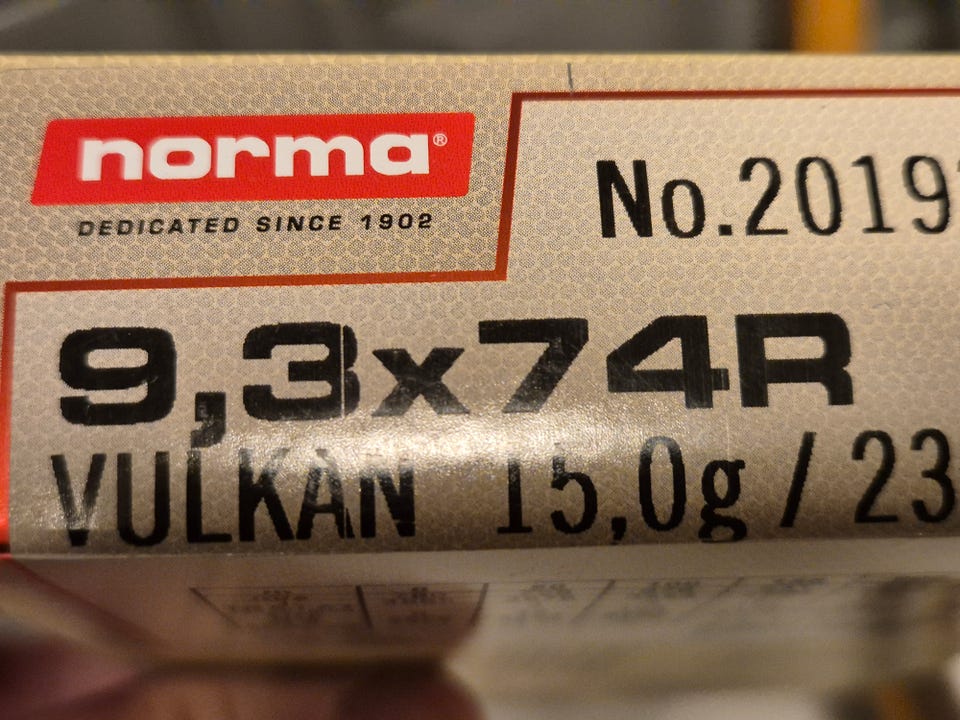 norma®
DEDICATED SINCE 1902
No.2019
9,3x74R
VULKAN 15,0g / 23